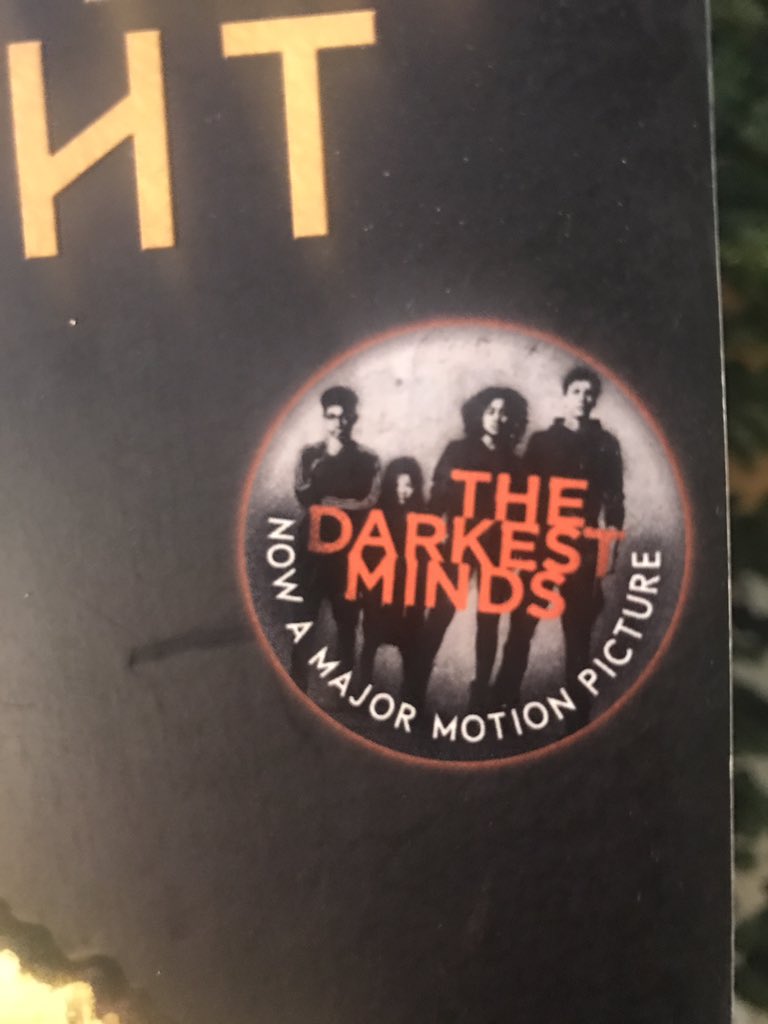 HT
THE
DARKEST
MINDS
NOW A MAJOR MOTION PICTURE